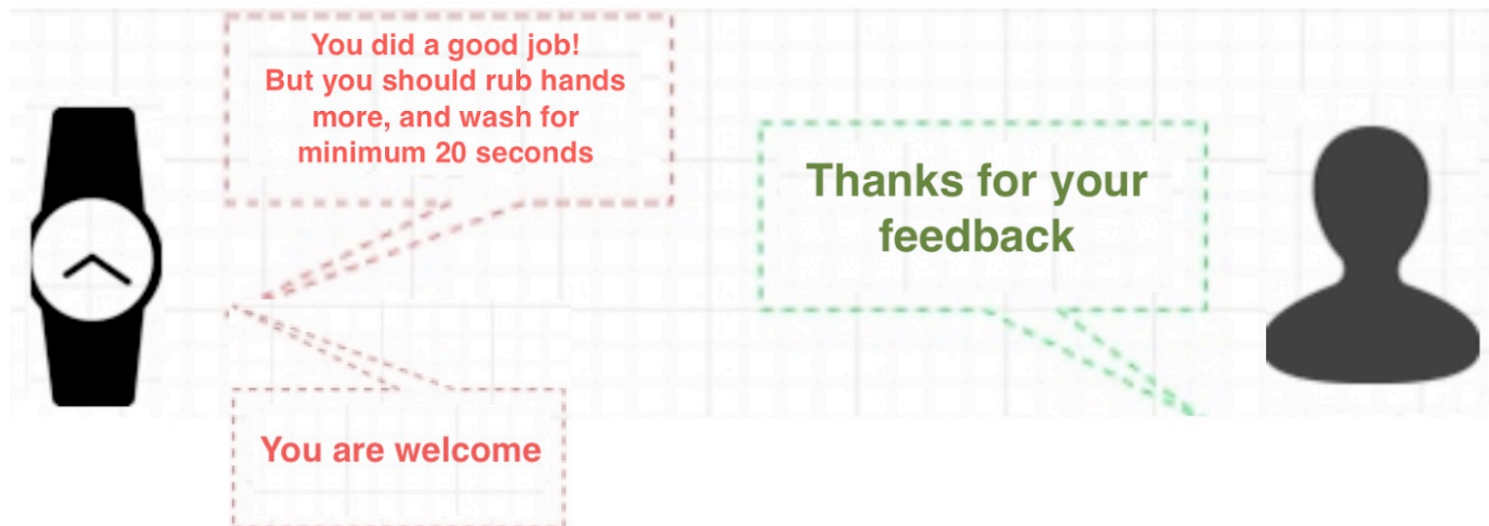 You did a good job!
But you should rub hands
more, and wash for
minimum 20 seconds
Thanks for your
feedback
You are welcome